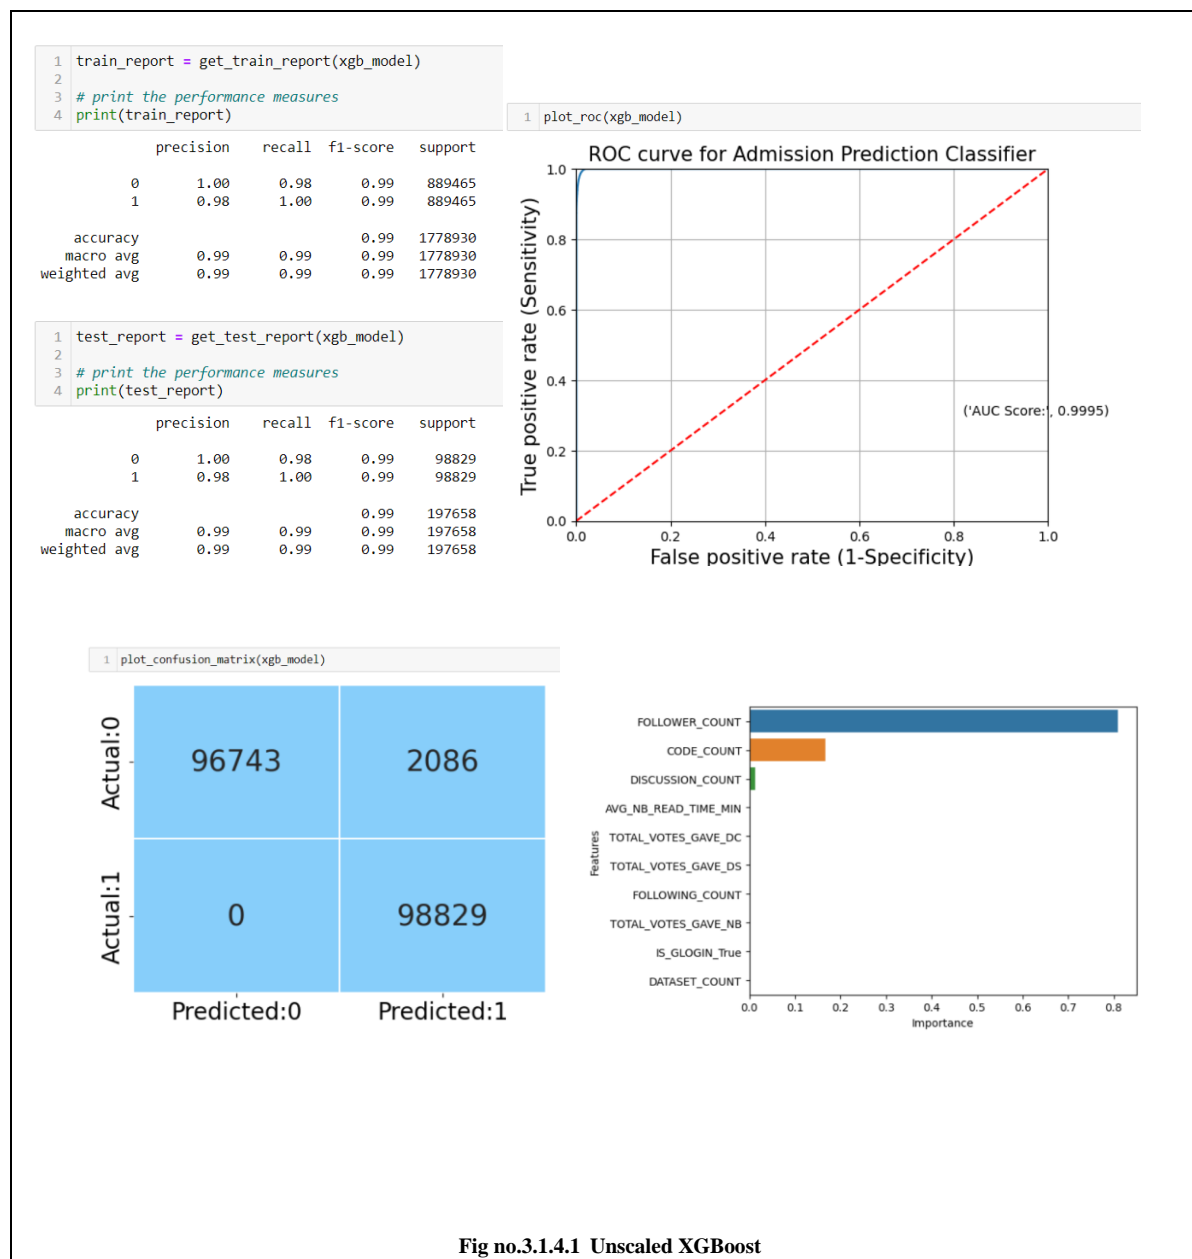 1 train_report = get_train_report(xgb_model)
2
3 # print the performance measures
4 print(train_report)
precision recall f1-score support
0 1.00 0.98 0.99 889465
1 0.98 1.00 0.99 889465
accuracy 0.99 1778930
macro avg 0.99 0.99 0.99 1778930
weighted avg 0.99 0.99 0.99 1778930
1 test_report = get_test_report(xgb_model)
2
3 # print the performance measures
4 print(test_report)
precision recall f1-score support
0 1.00 0.98 0.99 98829
1 0.98 1.00 0.99 98829
accuracy 0.99 197658
macro avg 0.99 0.99 0.99 197658
weighted avg 0.99 0.99 0.99 197658
1 plot_roc(xgb_model)
ROC curve for Admission Prediction Classifier
True positive rate (Sensitivity)
1.0
0.8
0.6
0.4
0.2
0.0
('AUC Score:', 0.9995)
0.0 0.2 0.4 0.6 0.8 1.0
False positive rate (1-Specificity)
1 plot_confusion_matrix(xgb_model)
Actual:0
96743 2086
Actual:1
0 98829
Predicted:0 Predicted:1
Features
FOLLOWER_COUNT
CODE_COUNT
DISCUSSION_COUNT
AVG_NB_READ_TIME_MIN
TOTAL_VOTES_GAVE_DC
TOTAL_VOTES_GAVE_DS
FOLLOWING_COUNT
TOTAL_VOTES_GAVE_NB
IS_GLOGIN_True
DATASET_COUNT
0.0 0.1 0.2 0.3 0.4 0.5 0.6 0.7 0.8
Importance
Fig no.3.1.4.1 Unscaled XGBoost